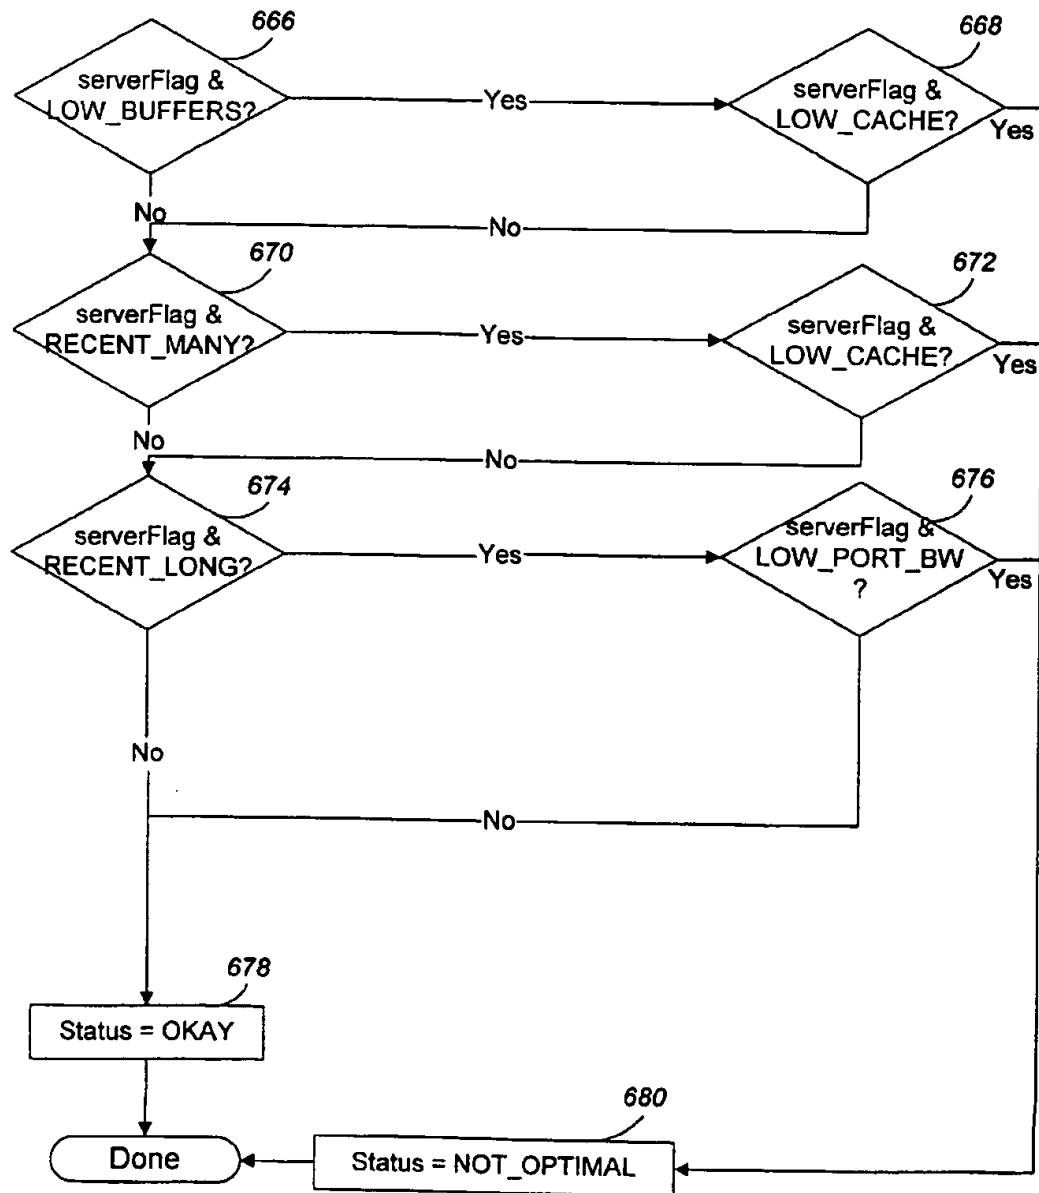 666
serverFlag &
LOW_BUFFERS?
Yes
668
serverFlag &
LOW_CACHE?
Yes
No
No
670
serverFlag &
RECENT_MANY?
Yes
672
serverFlag &
LOW_CACHE?
Yes
No
No
674
serverFlag &
RECENT_LONG?
Yes
676
serverFlag &
LOW_PORT_BW
?
Yes
No
No
678
Status = OKAY
680
Done
Status = NOT_OPTIMAL